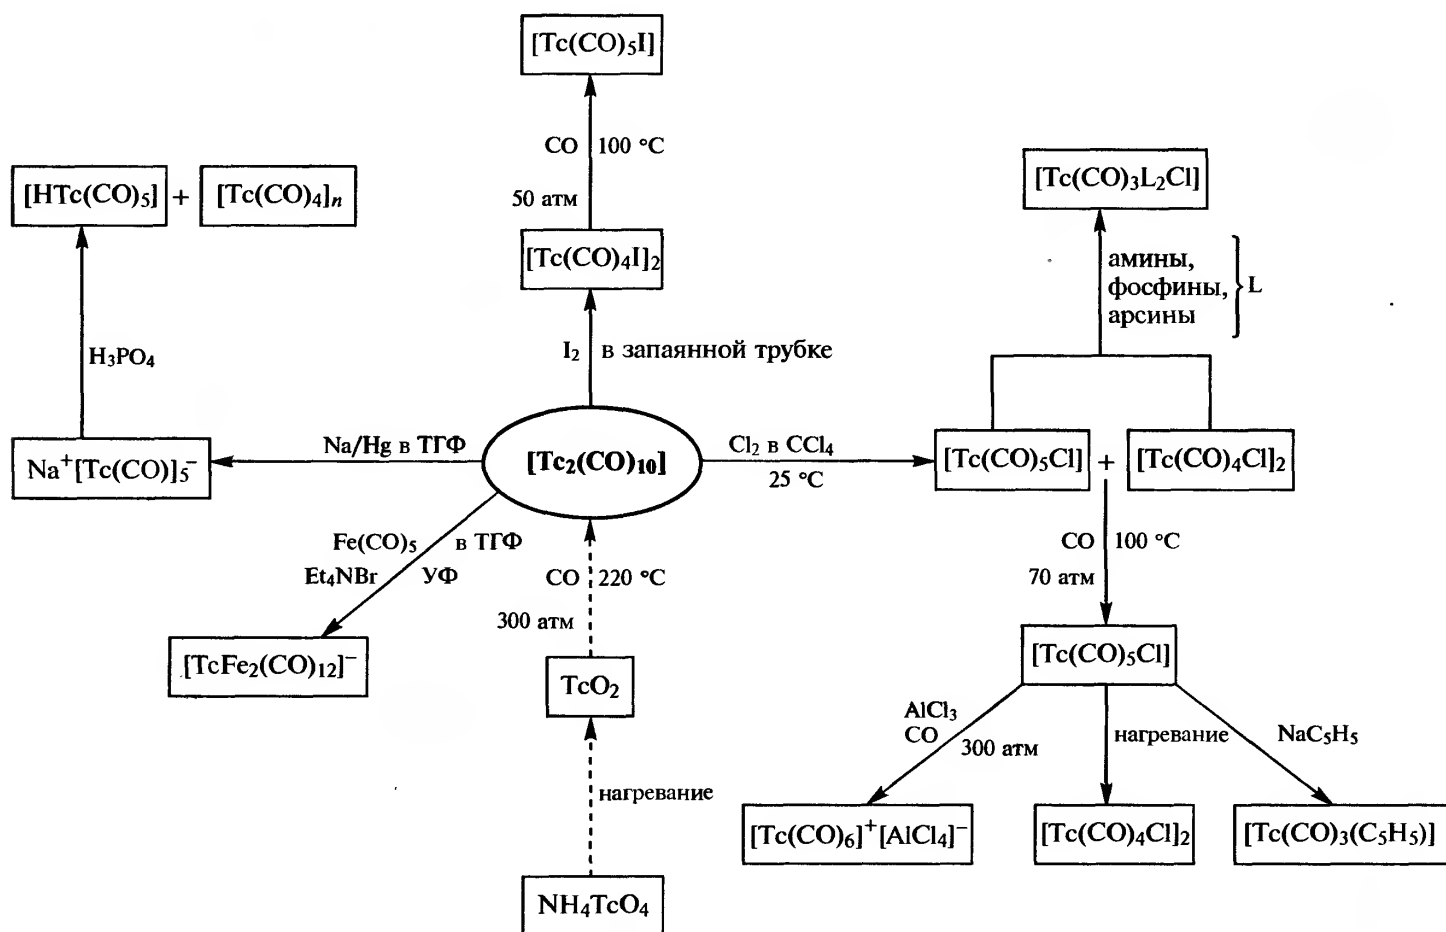 [Tc(CO)₅I]
CO 100 °C
50 атм
[HTc(CO)₅] + [Tc(CO)₄]ₙ
[Tc(CO)₃L₂Cl]
[Tc(CO)₄I]₂
амины,
фосфины, } L
арсины
H₃PO₄
I₂ в запаянной трубке
Na⁺[Tc(CO)]₅⁻
Na/Hg в ТГФ
[Tc₂(CO)₁₀]
Cl₂ в CCl₄
25 °C
[Tc(CO)₅Cl] + [Tc(CO)₄Cl]₂
Fe(CO)₅ в ТГФ
Et₄NBr УФ
CO 220 °C
300 атм
CO 100 °C
70 атм
[TcFe₂(CO)₁₂]⁻
TcO₂
[Tc(CO)₅Cl]
AlCl₃
CO 300 атм
нагревание
NaC₅H₅
нагревание
[Tc(CO)₆]⁺[AlCl₄]⁻
[Tc(CO)₄Cl]₂
[Tc(CO)₃(C₅H₅)]
NH₄TcO₄